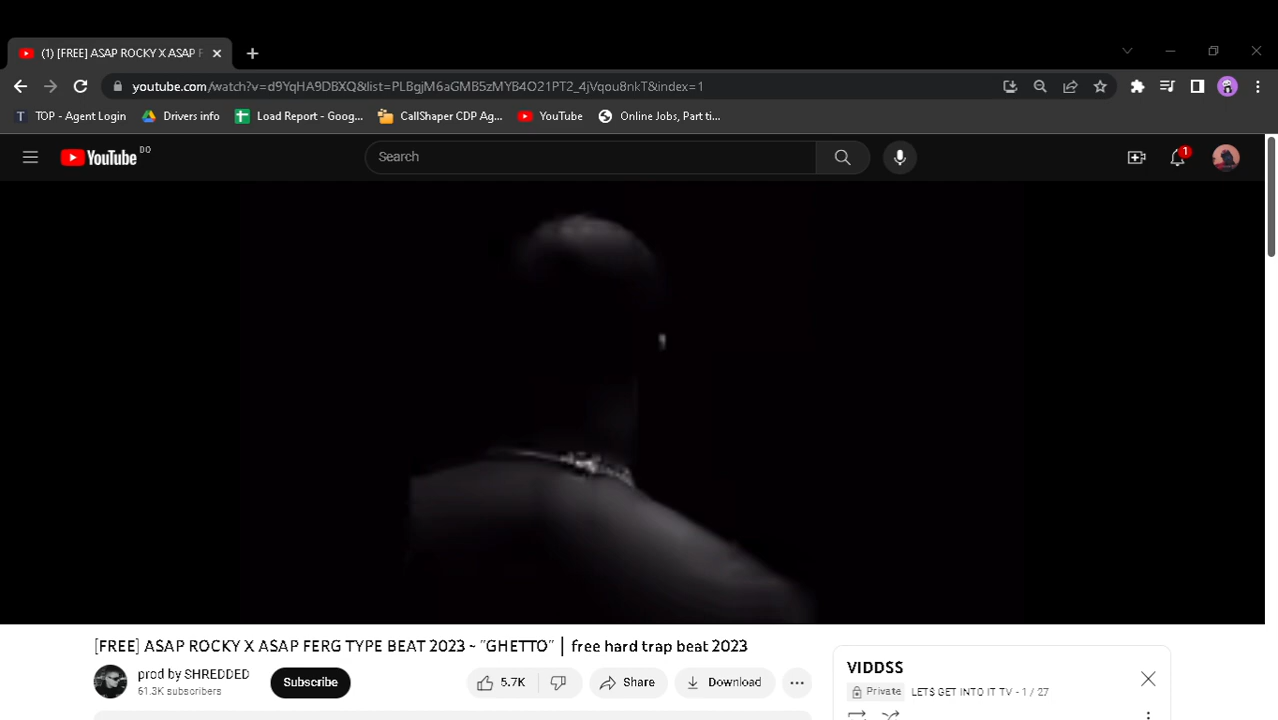 (1) [FREE] ASAP ROCKY X ASAP F
youtube.com/watch?v=d9YqHA9DBXQ&list=PLBgjM6aGMB5zMYB4O21PT2_4jVqou8nkT&index=1
TOP - Agent Login Drivers info Load Report - Goog... CallShaper CDP Ag... YouTube Online Jobs, Part ti...
YouTube DO Search 1
[FREE] ASAP ROCKY X ASAP FERG TYPE BEAT 2023 ~ "GHETTO" | free hard trap beat 2023
prod by SHREDDED
61.3K subscribers
Subscribe 5.7K Share Download
VIDDSS
Private LETS GET INTO IT TV - 1 / 27